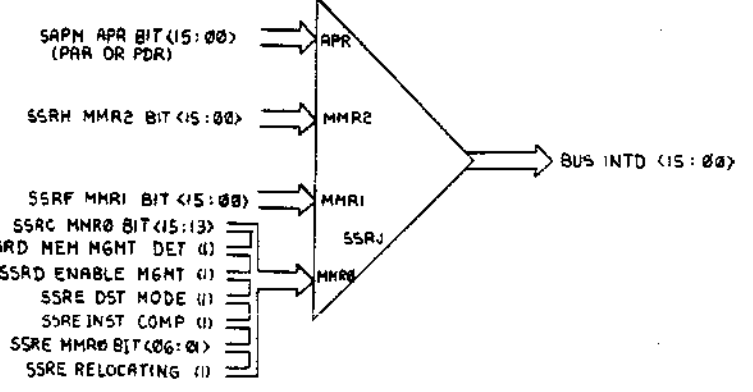 SAPN APR BIT<15:00>
(PAR OR PDR)
APR
SSRH MMR2 BIT <15:00>
MMR2
BUS INTD <15:00>
SSRF MMR1 BIT <15:00>
MMR1
SSRC MMR0 BIT<15:13>
SSRJ
SRD MEM MGMT DET (1)
SSRD ENABLE MGMT (1)
MMR0
SSRE DST MODE (1)
SSRE INST COMP (1)
SSRE MMR0 BIT<06:01>
SSRE RELOCATING (1)